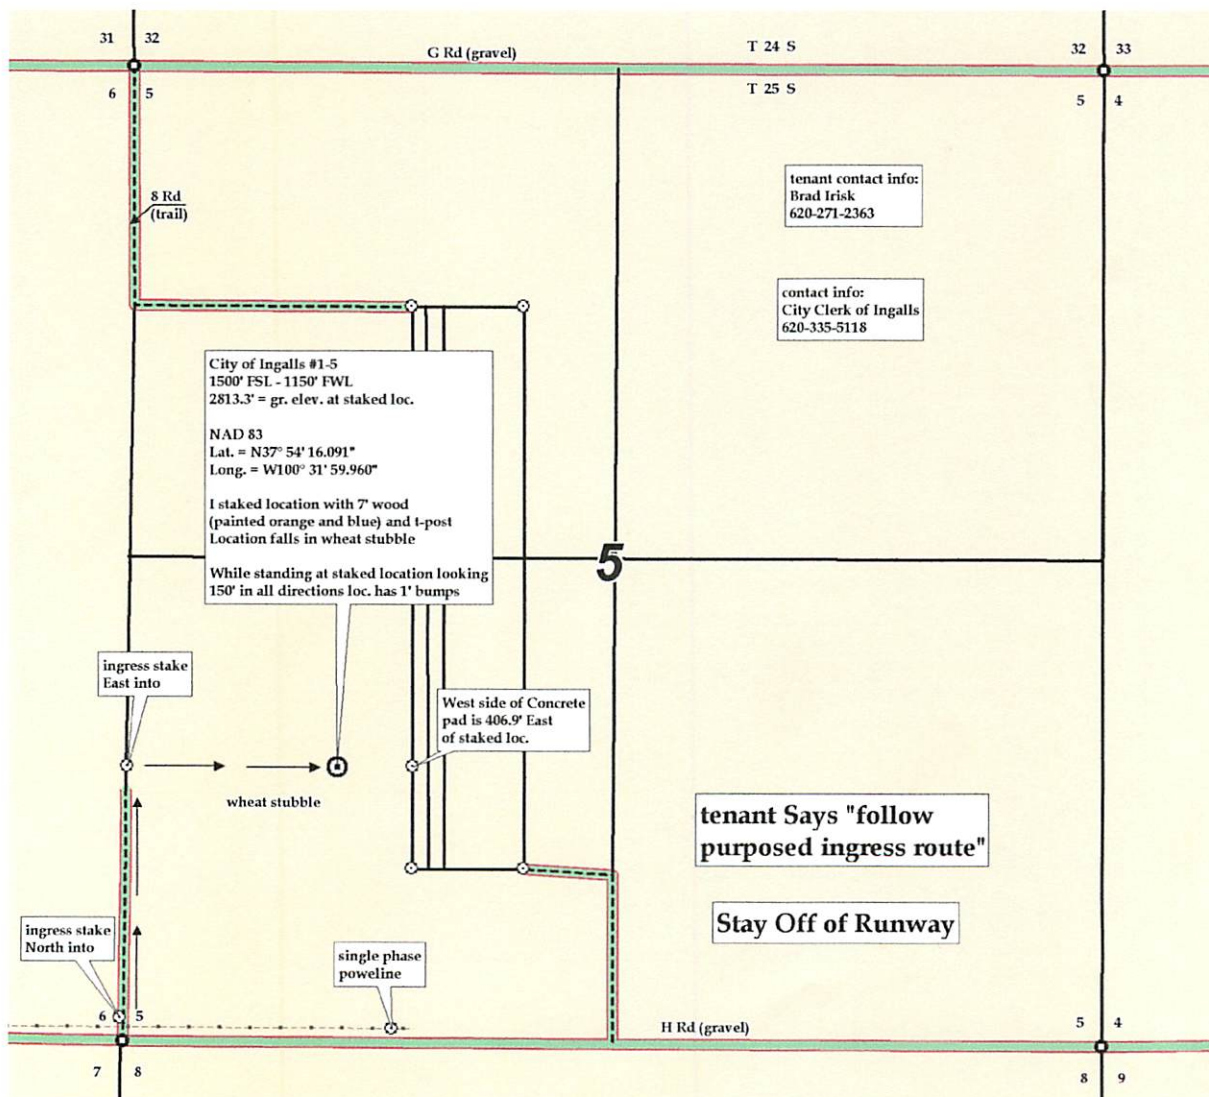 31 32
G Rd (gravel)
T 24 S
32 33
6 5
T 25 S
5 4
8 Rd
(trail)
tenant contact info:
Brad Irisk
620-271-2363
contact info:
City Clerk of Ingalls
620-335-5118
City of Ingalls #1-5
1500' FSL - 1150' FWL
2813.3' = gr. elev. at staked loc.
NAD 83
Lat. = N37° 54' 16.091"
Long. = W100° 31' 59.960"
I staked location with 7' wood
(painted orange and blue) and t-post
Location falls in wheat stubble
While standing at staked location looking
150' in all directions loc. has 1' bumps
5
ingress stake
East into
West side of Concrete
pad is 406.9' East
of staked loc.
wheat stubble
tenant Says "follow
purposed ingress route"
Stay Off of Runway
ingress stake
North into
single phase
poweline
6 5
H Rd (gravel)
5 4
7 8
8 9